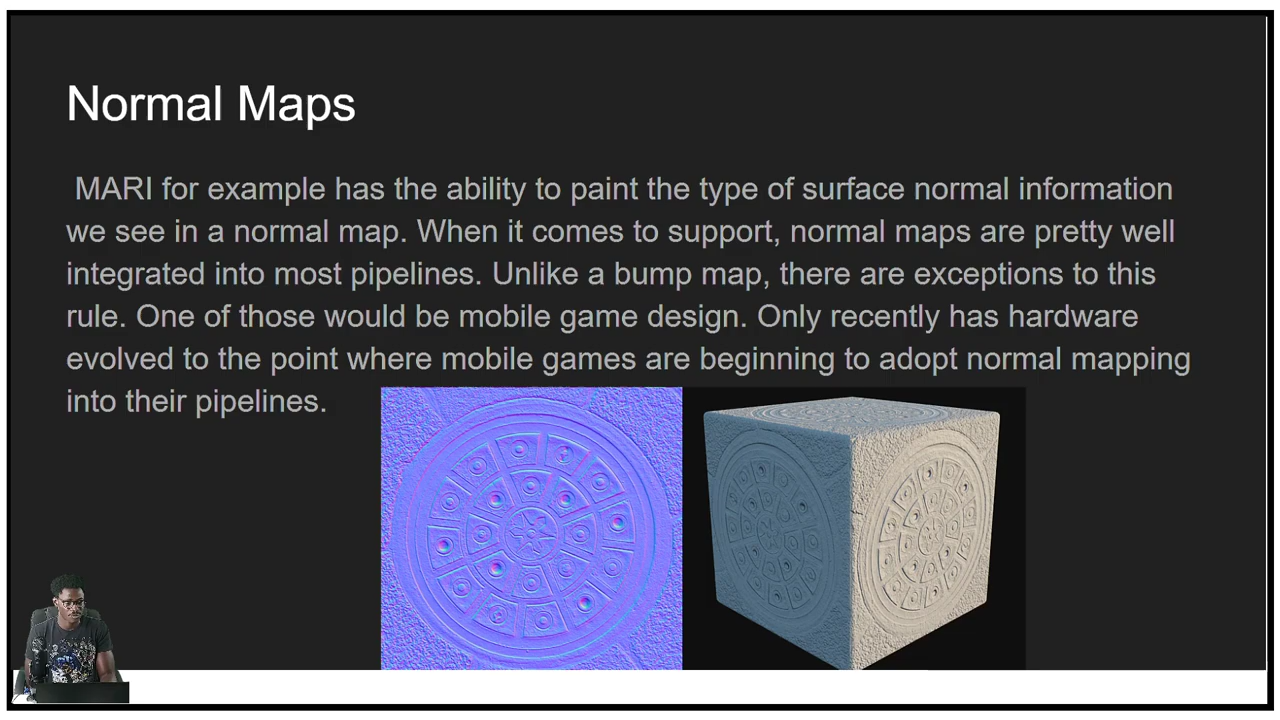 Normal Maps
MARI for example has the ability to paint the type of surface normal information
we see in a normal map. When it comes to support, normal maps are pretty well
integrated into most pipelines. Unlike a bump map, there are exceptions to this
rule. One of those would be mobile game design. Only recently has hardware
evolved to the point where mobile games are beginning to adopt normal mapping
into their pipelines.